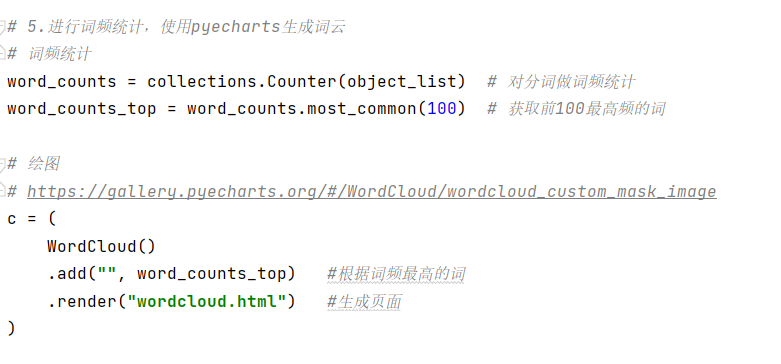 # 5.进行词频统计，使用pyecharts生成词云
# 词频统计
word_counts = collections.Counter(object_list)  # 对分词做词频统计
word_counts_top = word_counts.most_common(100)  # 获取前100最高频的词
# 绘图
# https://gallery.pyecharts.org/#/WordCloud/wordcloud_custom_mask_image
c = (
    WordCloud()
    .add("", word_counts_top)   #根据词频最高的词
    .render("wordcloud.html")   #生成页面
)